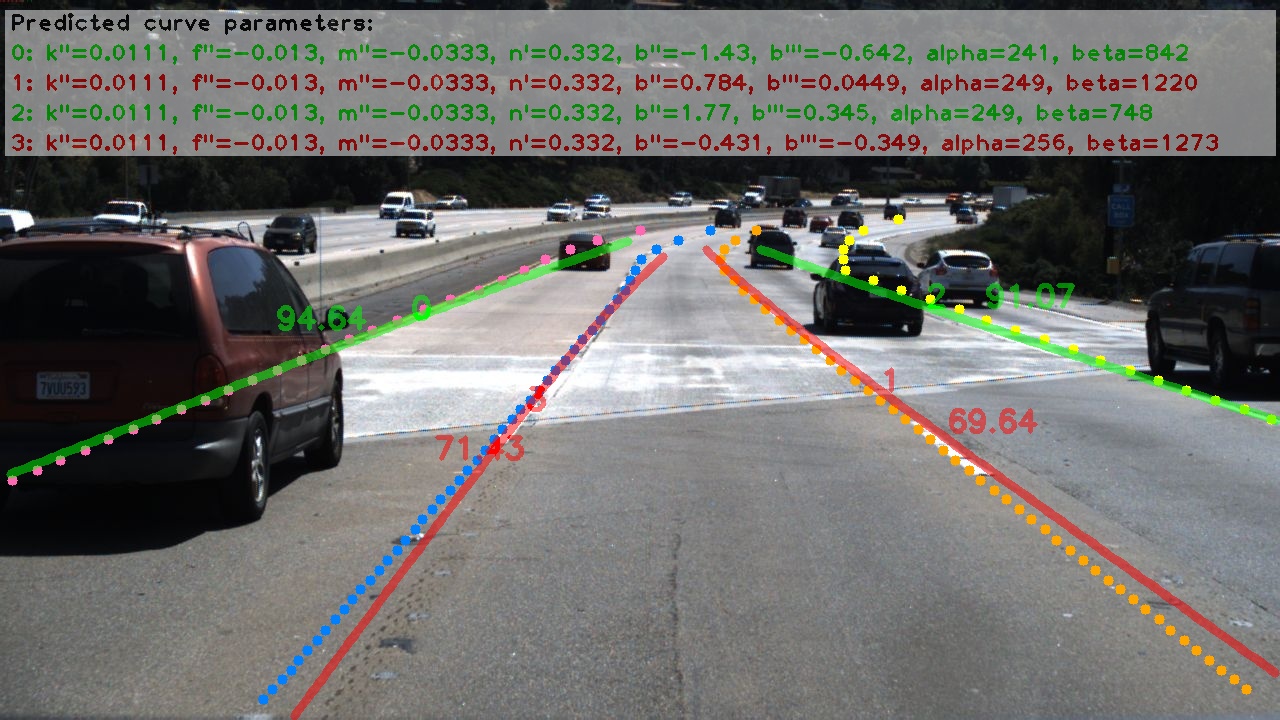 Predicted curve parameters:
0: k''=0.0111, f''=-0.013, m''=-0.0333, n'=0.332, b''=-1.43, b'''=-0.642, alpha=241, beta=842
1: k''=0.0111, f''=-0.013, m''=-0.0333, n'=0.332, b''=0.784, b'''=0.0449, alpha=249, beta=1220
2: k''=0.0111, f''=-0.013, m''=-0.0333, n'=0.332, b''=1.77, b'''=0.345, alpha=249, beta=748
3: k''=0.0111, f''=-0.013, m''=-0.0333, n'=0.332, b''=-0.431, b'''=-0.349, alpha=256, beta=1273
CALL
BOX
94.64 0
2 91.07
1
3
69.64
71.43
7VUU593